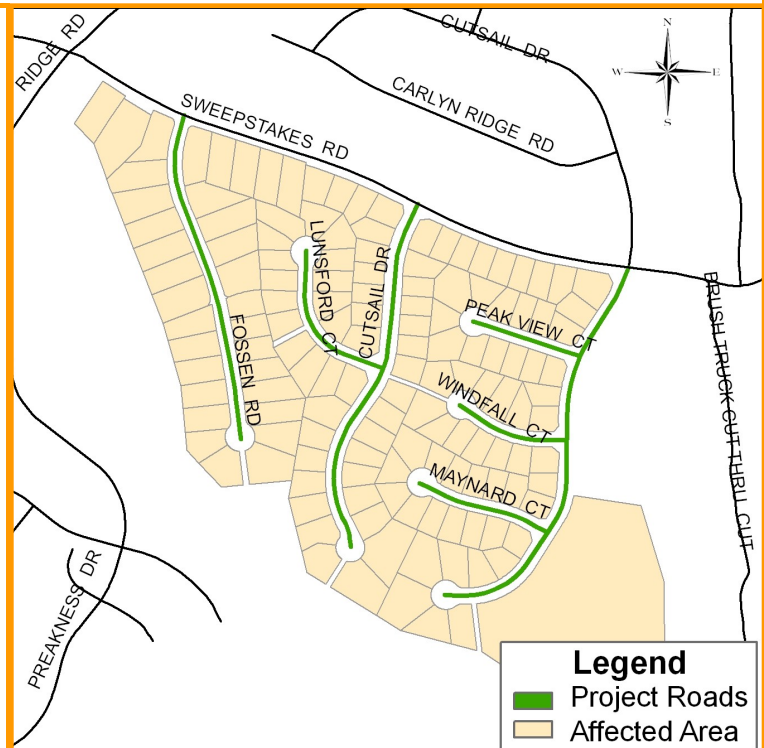 RIDGE RD
CUTSAIL DR
N
W
E
S
CARLYN RIDGE RD
SWEEPSTAKES RD
LUNSFORD CT
CUTSAIL DR
PEAK VIEW CT
BRUSH TRUCK CUT THRU CUT
FOSSEN RD
WINDFALL CT
MAYNARD CT
PREAKNESS DR
Legend
Project Roads
Affected Area